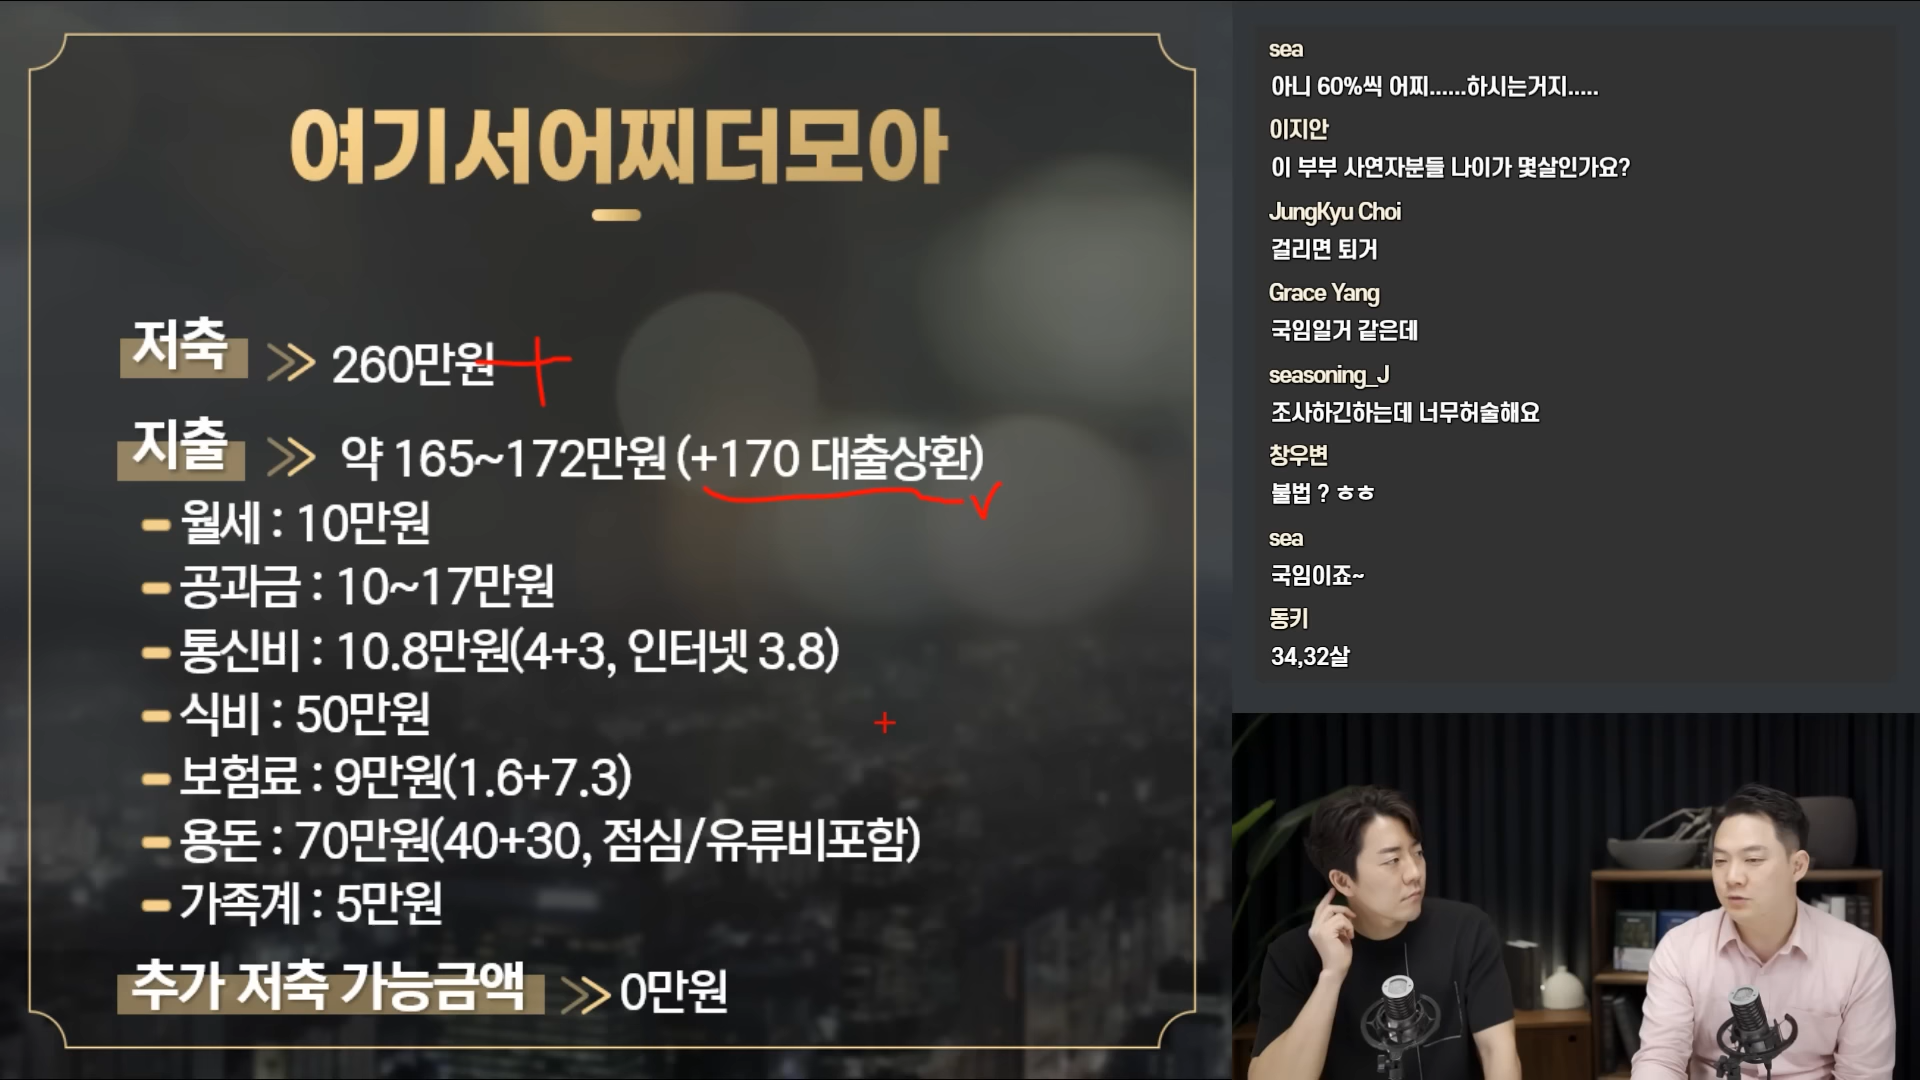 여기서어찌더모아
저축 260만원
지출 약 165~172만원 (+170 대출상환)
월세 : 10만원
공과금 : 10~17만원
통신비 : 10.8만원(4+3, 인터넷 3.8)
식비 : 50만원
보험료 : 9만원(1.6+7.3)
용돈 : 70만원(40+30, 점심/유류비포함)
가족계 : 5만원
추가 저축 가능금액 0만원
sea
아니 60%씩 어찌......하시는거지.....
이지안
이 부부 사연자분들 나이가 몇살인가요?
JungKyu Choi
걸리면 퇴거
Grace Yang
국임일거 같은데
seasoning_J
조사하긴하는데 너무허술해요
창우변
불법 ? ㅎㅎ
sea
국임이죠~
동키
34,32살